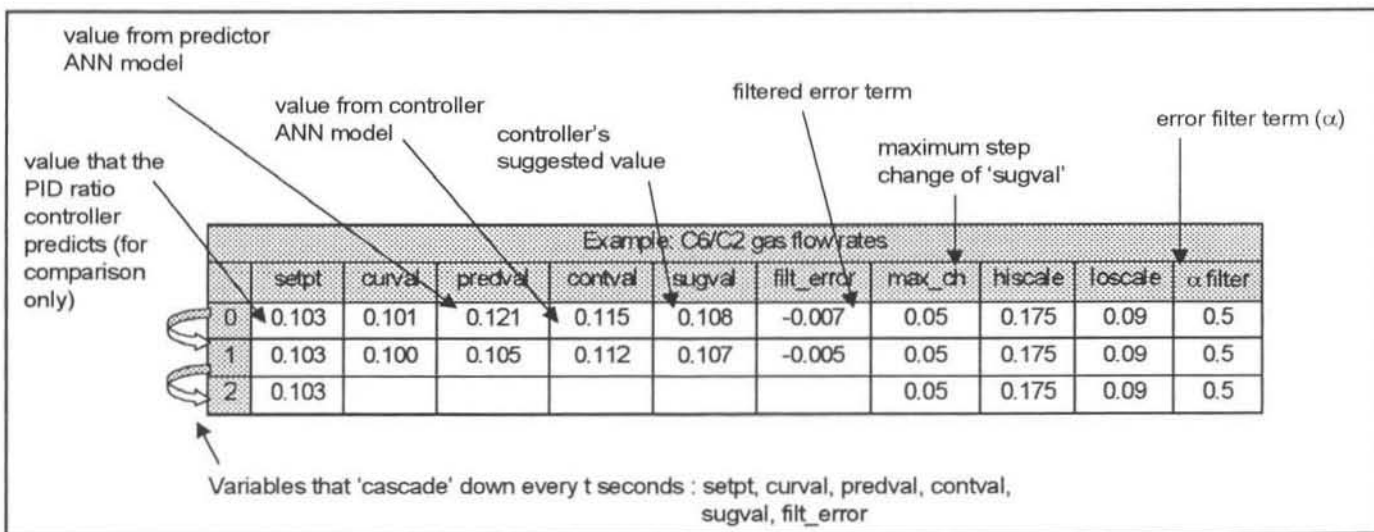 value from predictor
ANN model
value from controller
ANN model
controller's
suggested value
filtered error term
maximum step
change of 'sugval'
error filter term (α)
value that the
PID ratio
controller
predicts (for
comparison
only)
Example: C6/C2 gas flow rates
setpt curval predval contval sugval filt_error max_ch hiscale loscale α filter
0 0.103 0.101 0.121 0.115 0.108 -0.007 0.05 0.175 0.09 0.5
1 0.103 0.100 0.105 0.112 0.107 -0.005 0.05 0.175 0.09 0.5
2 0.103 0.05 0.175 0.09 0.5
Variables that 'cascade' down every t seconds : setpt, curval, predval, contval,
sugval, filt_error